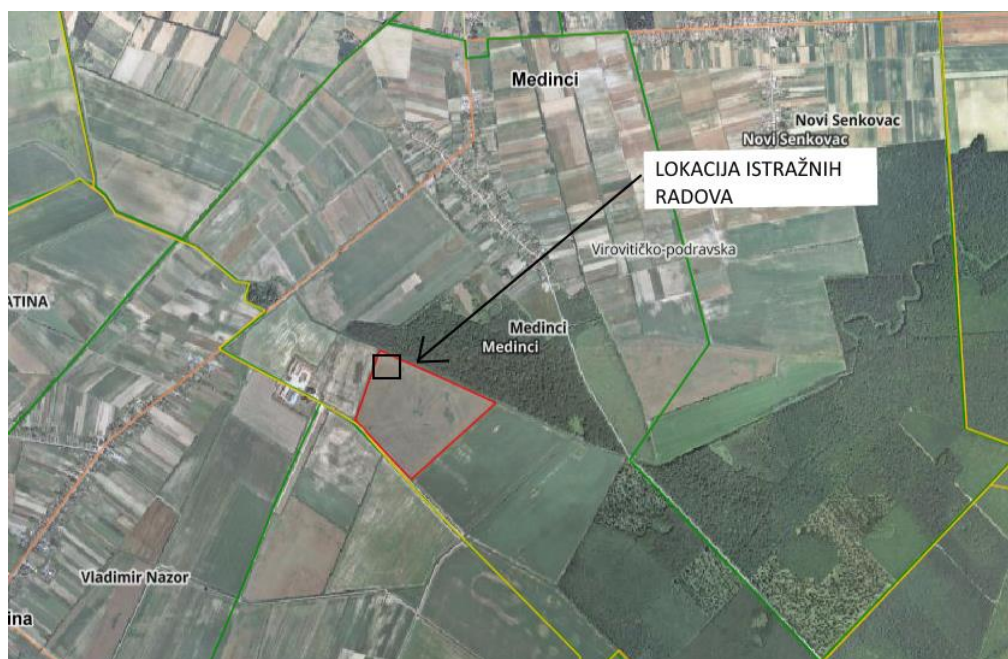 Medinci
Novi Senkovac
Novi Senkovac
LOKACIJA ISTRAŽNIH
RADOVA
Virovitičko-podravska
ATINA
Medinci
Medinci
Vladimir Nazor
ina